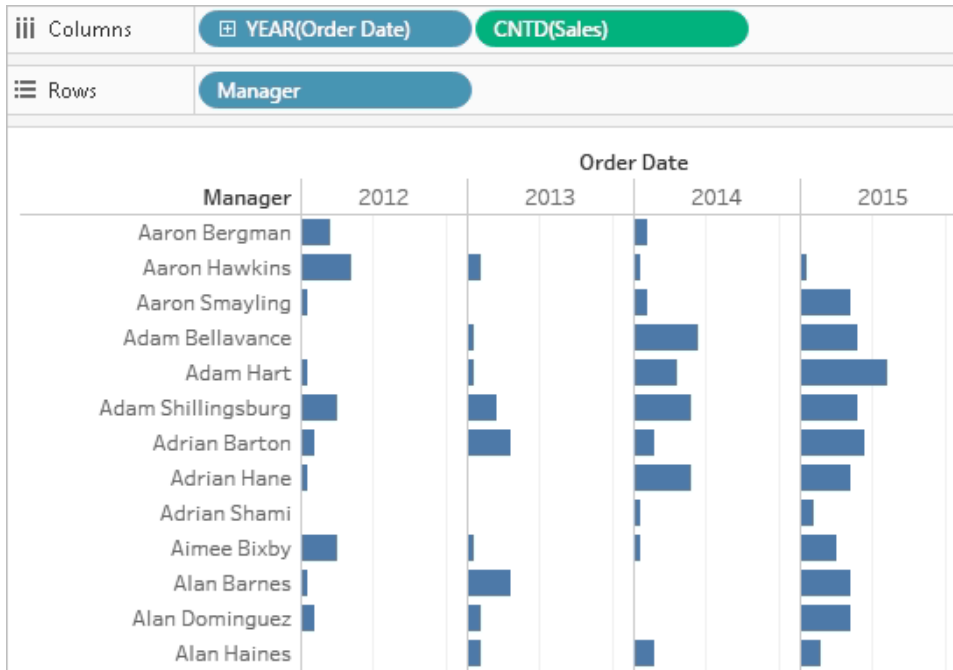 Columns YEAR(Order Date) CNTD(Sales)
Rows Manager
Order Date
Manager 2012 2013 2014 2015
Aaron Bergman
Aaron Hawkins
Aaron Smayling
Adam Bellavance
Adam Hart
Adam Shillingsburg
Adrian Barton
Adrian Hane
Adrian Shami
Aimee Bixby
Alan Barnes
Alan Dominguez
Alan Haines